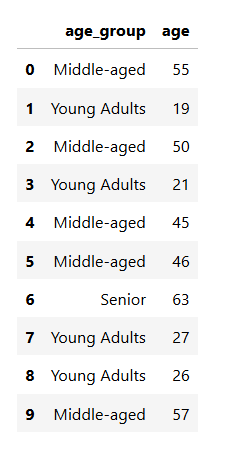 age_group age
0 Middle-aged 55
1 Young Adults 19
2 Middle-aged 50
3 Young Adults 21
4 Middle-aged 45
5 Middle-aged 46
6 Senior 63
7 Young Adults 27
8 Young Adults 26
9 Middle-aged 57